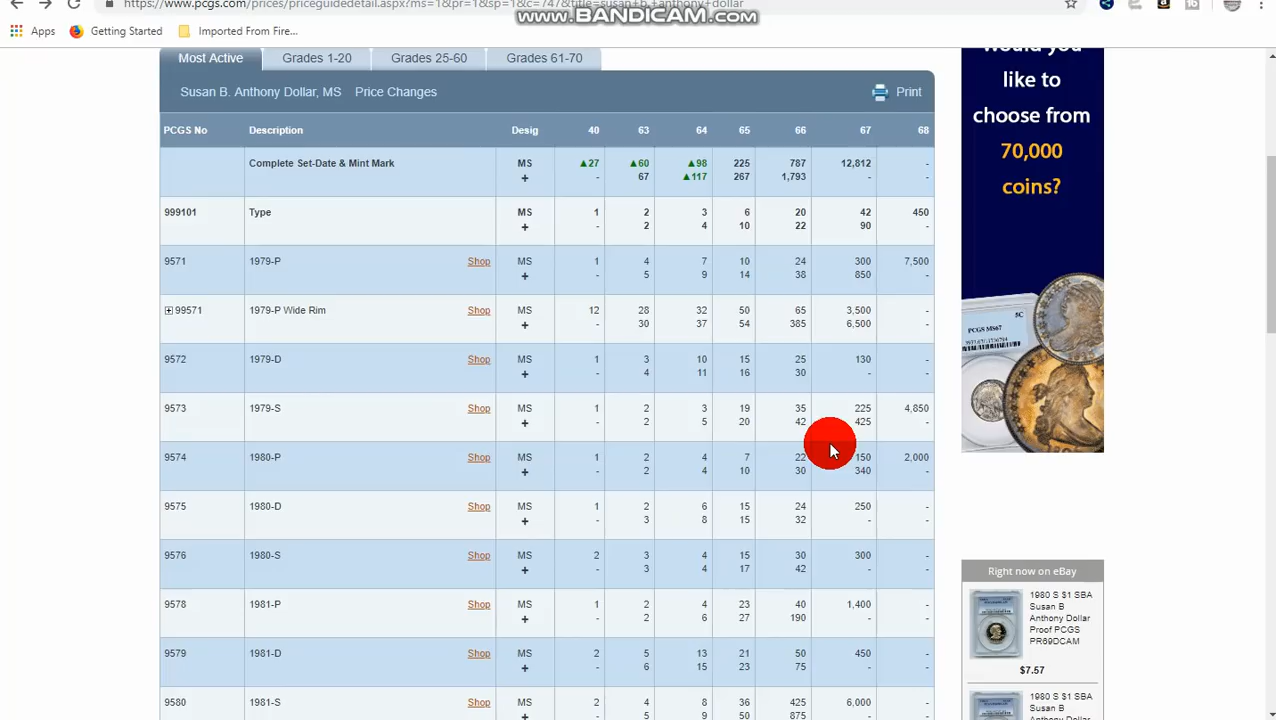 https://www.pcgs.com/prices/priceguidedetail.aspx?ms=1&pr=1&sp=1&c=747&title=susan+b.+anthony+dollar
WWW.BANDICAM.COM
Apps Getting Started Imported From Fire...
Most Active Grades 1-20 Grades 25-60 Grades 61-70
Susan B. Anthony Dollar, MS Price Changes Print
PCGS No Description Desig 40 63 64 65 66 67 68
Complete Set-Date & Mint Mark MS ▲27 ▲60 ▲98 225 787 12,812 -
+ - 67 ▲117 267 1,793 - -
999101 Type MS 1 2 3 6 20 42 450
+ - 2 4 10 22 90 -
9571 1979-P Shop MS 1 4 7 10 24 300 7,500
+ - 5 9 14 38 850 -
99571 1979-P Wide Rim MS 12 28 32 50 65 3,500 -
+ - 30 37 54 385 6,500 -
9572 1979-D Shop MS 1 3 10 15 25 130 -
+ - 4 11 16 30 - -
9573 1979-S Shop MS 1 2 3 19 35 225 4,850
+ - 2 5 20 42 425 -
9574 1980-P Shop MS 1 2 4 7 22 150 2,000
+ - 2 4 10 30 340 -
9575 1980-D Shop MS 1 2 6 15 24 250 -
+ - 3 8 15 32 - -
9576 1980-S Shop MS 2 3 4 15 30 300 -
+ - 3 4 17 42 - -
9578 1981-P Shop MS 1 2 4 23 40 1,400 -
+ - 2 6 27 190 - -
9579 1981-D Shop MS 2 5 13 21 50 450 -
+ - 6 15 23 75 - -
9580 1981-S Shop MS 2 4 8 36 425 6,000 -
+ - 5 9 50 875 - -
would you
like to
choose from
70,000
coins?
PCGS MS67
Right now on eBay
1980 S $1 SBA
Susan B
Anthony Dollar
Proof PCGS
PR69DCAM
$7.57
1980 S $1 SBA
Susan B
Anthony Dollar